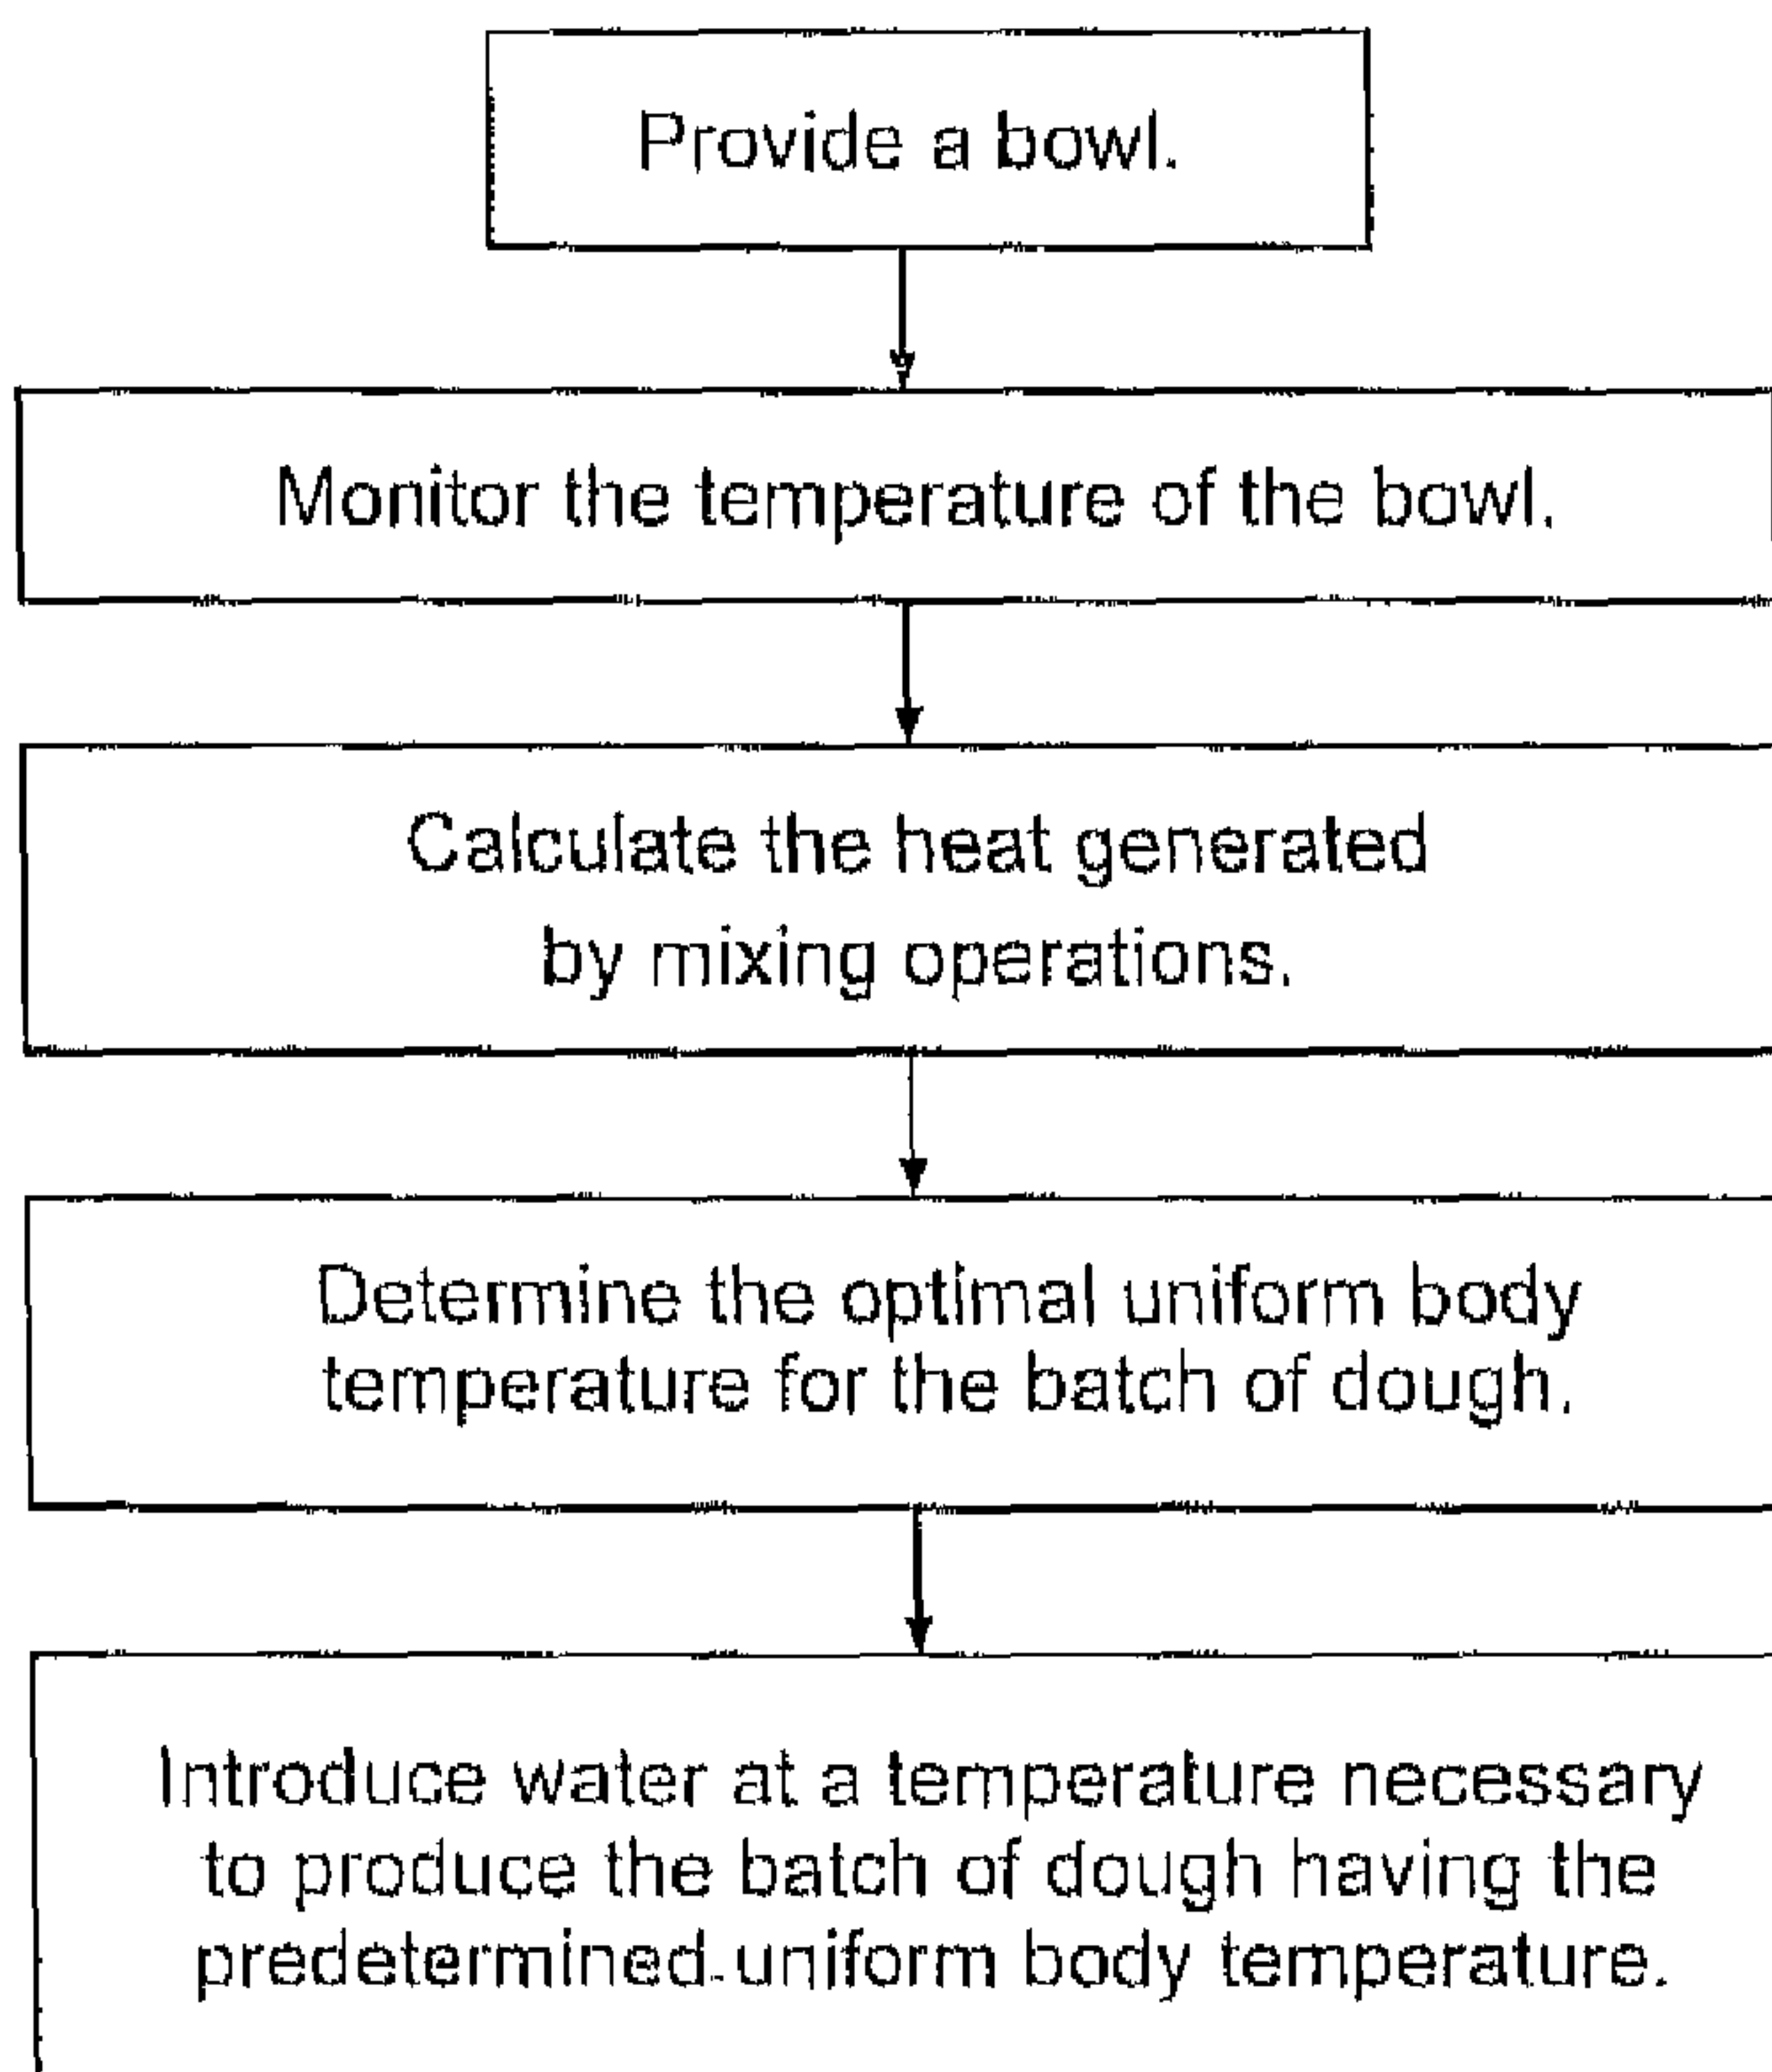 Provide a bowl.
Monitor the temperature of the bowl.
Calculate the heat generated
by mixing operations.
Determine the optimal uniform body
temperature for the batch of dough.
Introduce water at a temperature necessary
to produce the batch of dough having the
predetermined uniform body temperature.